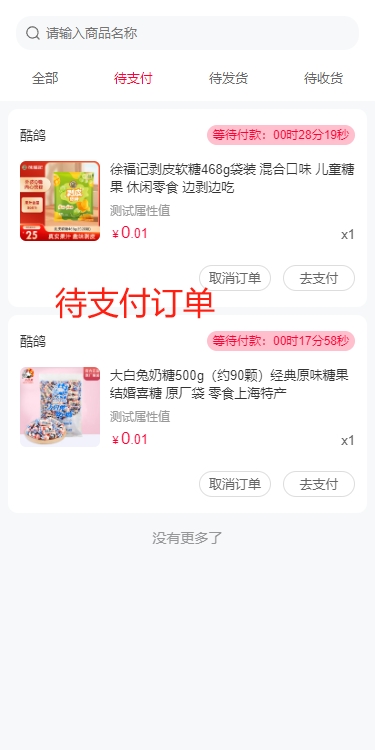 请输入商品名称
全部
待支付
待发货
待收货
酷鸽
等待付款：00时28分19秒
徐福记剥皮软糖468g袋装 混合口味 儿童糖
果 休闲零食 边剥边吃
测试属性值
¥0.01
x1
25
取消订单
去支付
待支付订单
酷鸽
等待付款：00时17分58秒
大白兔奶糖500g（约90颗）经典原味糖果
结婚喜糖 原厂袋 零食上海特产
测试属性值
¥0.01
x1
取消订单
去支付
没有更多了